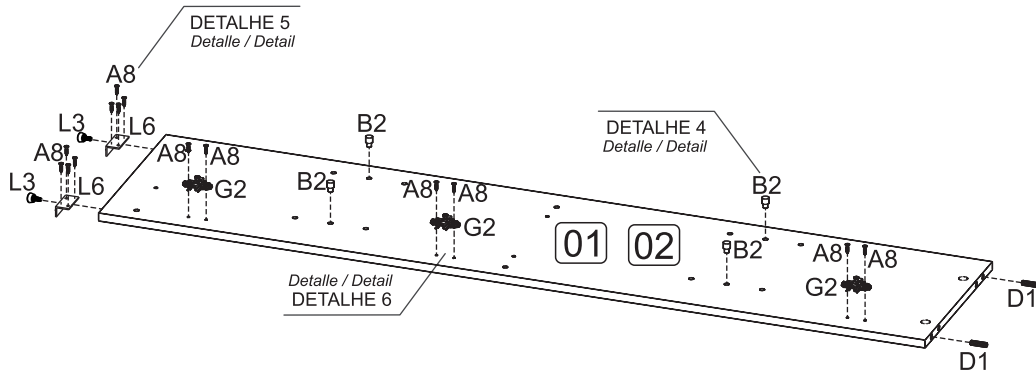 DETALHE 5
Detalle / Detail
A8
L3
L6
A8
L3
L6
B2
A8
A8
G2
B2
DETALHE 4
Detalle / Detail
B2
A8
A8
G2
01
02
B2
A8
A8
G2
Detalle / Detail
DETALHE 6
D1
D1